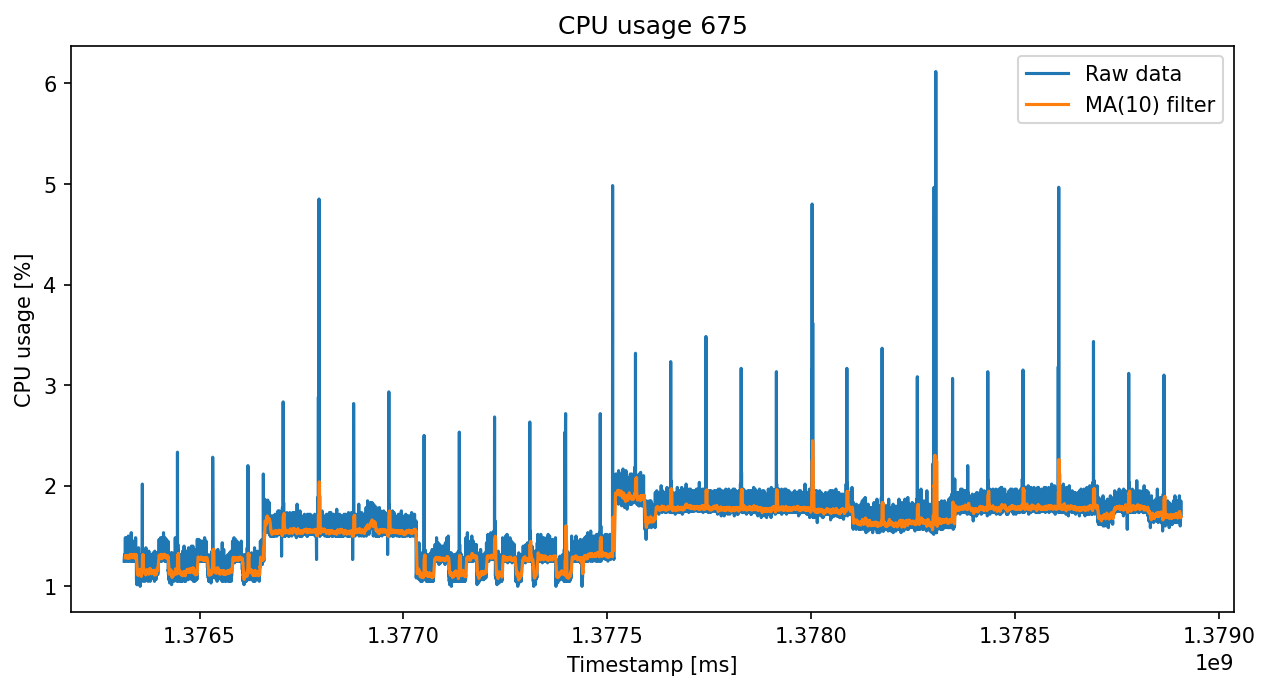 CPU usage 675
Raw data
MA(10) filter
CPU usage [%]
6
5
4
3
2
1
1.3765 1.3770 1.3775 1.3780 1.3785 1.3790
1e9
Timestamp [ms]